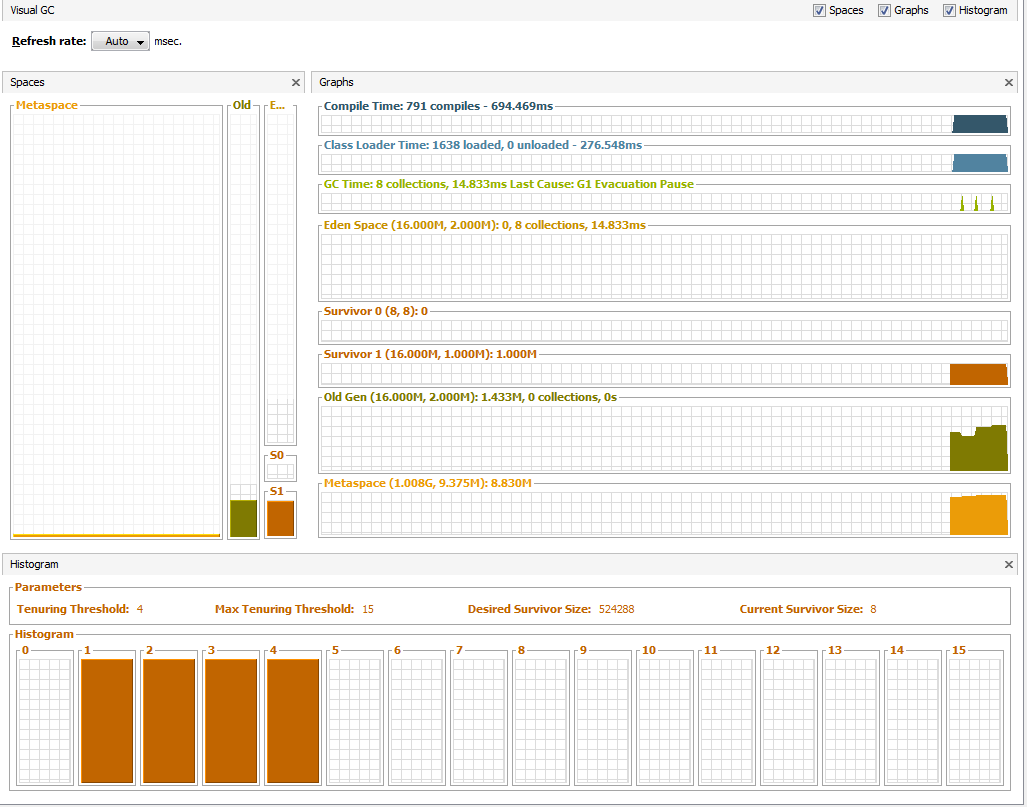 Visual GC Spaces Graphs Histogram
Refresh rate: Auto msec.
Spaces
Metaspace Old E...
S0
S1
Graphs
Compile Time: 791 compiles - 694.469ms
Class Loader Time: 1638 loaded, 0 unloaded - 276.548ms
GC Time: 8 collections, 14.833ms Last Cause: G1 Evacuation Pause
Eden Space (16.000M, 2.000M): 0, 8 collections, 14.833ms
Survivor 0 (8, 8): 0
Survivor 1 (16.000M, 1.000M): 1.000M
Old Gen (16.000M, 2.000M): 1.433M, 0 collections, 0s
Metaspace (1.008G, 9.375M): 8.830M
Histogram
Parameters
Tenuring Threshold: 4 Max Tenuring Threshold: 15 Desired Survivor Size: 524288 Current Survivor Size: 8
Histogram
0 1 2 3 4 5 6 7 8 9 10 11 12 13 14 15